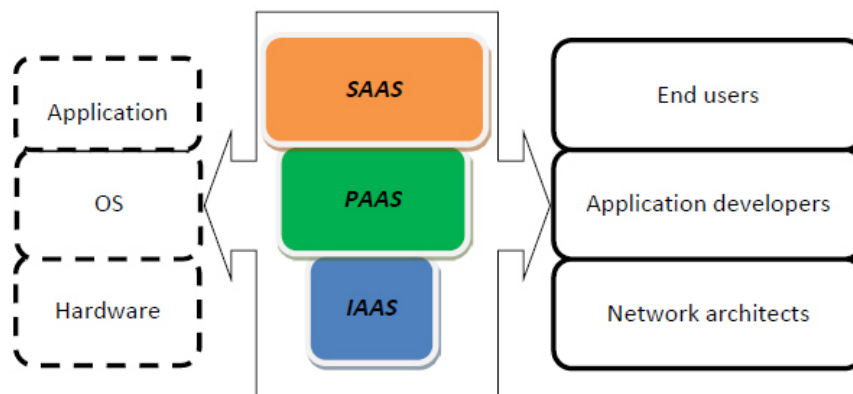 Application
SAAS
End users
OS
PAAS
Application developers
Hardware
IAAS
Network architects